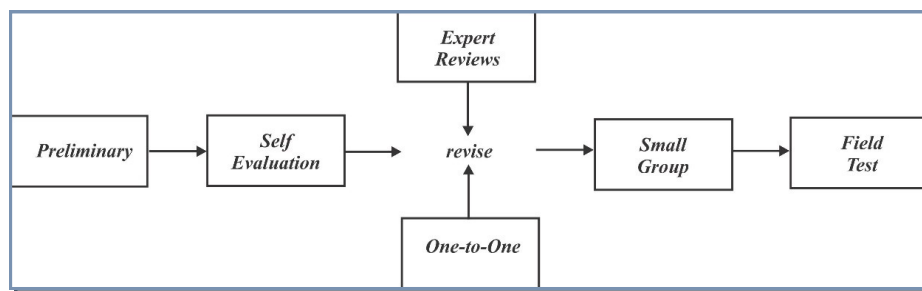 Expert
Reviews
Preliminary
Self
Evaluation
revise
Small
Group
Field
Test
One-to-One